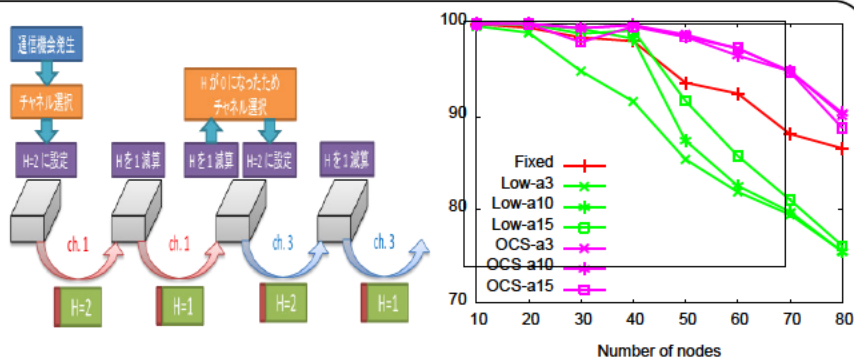 通信機会発生
チャネル選択
H が 0 になったため
チャネル選択
H=2 に設定
H を 1 減算
H を 1 減算
H=2 に設定
H を 1 減算
ch. 1
ch. 1
ch. 3
ch. 3
H=2
H=1
H=2
H=1
100
90
80
70
Fixed
Low-a3
Low-a10
Low-a15
OCS-a3
OCS-a10
OCS-a15
10 20 30 40 50 60 70 80
Number of nodes